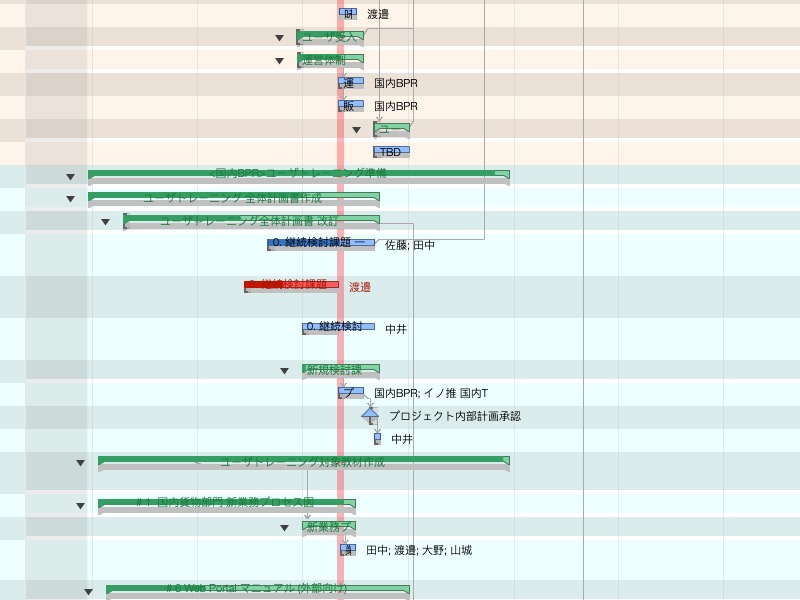 渡邉
ユーザ受入
運営体制
運 国内BPR
販 国内BPR
ユー
TBD
<国内BPR>ユーザトレーニング準備
ユーザトレーニング 全体計画書作成
ユーザトレーニング全体計画書 改訂
0. 継続検討課題 一 佐藤; 田中
継続検討課題 渡邉
0. 継続検討 中井
新規検討課
プ 国内BPR; イノ推 国内T
プロジェクト内部計画承認
中井
ユーザトレーニング対象教材作成
# 1 国内貨物部門 新業務プロセス図
新業務プ
田中; 渡邉; 大野; 山城
# 6 Web Portal マニュアル (外部向け)